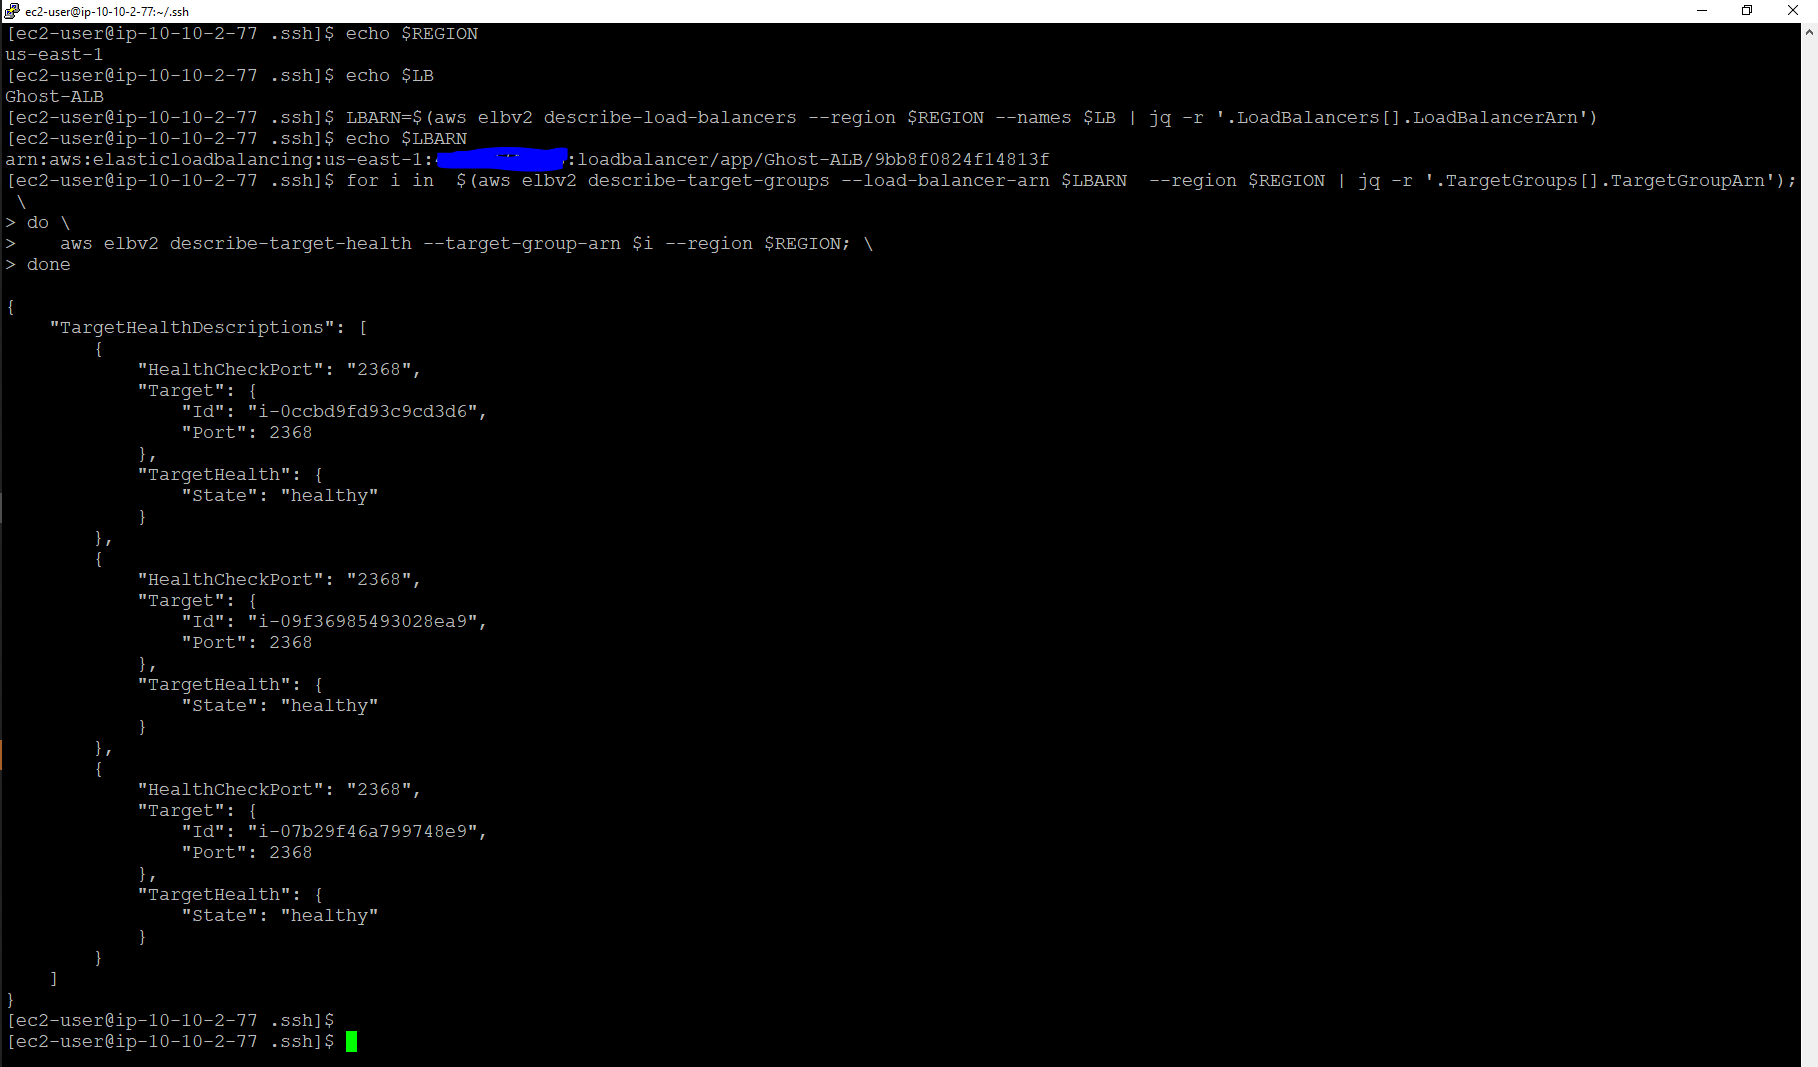 ec2-user@ip-10-10-2-77:~/.ssh
[ec2-user@ip-10-10-2-77 .ssh]$ echo $REGION
us-east-1
[ec2-user@ip-10-10-2-77 .ssh]$ echo $LB
Ghost-ALB
[ec2-user@ip-10-10-2-77 .ssh]$ LBARN=$(aws elbv2 describe-load-balancers --region $REGION --names $LB | jq -r '.LoadBalancers[].LoadBalancerArn')
[ec2-user@ip-10-10-2-77 .ssh]$ echo $LBARN
arn:aws:elasticloadbalancing:us-east-1: :loadbalancer/app/Ghost-ALB/9bb8f0824f14813f
[ec2-user@ip-10-10-2-77 .ssh]$ for i in  $(aws elbv2 describe-target-groups --load-balancer-arn $LBARN  --region $REGION | jq -r '.TargetGroups[].TargetGroupArn');
 \
> do \
>    aws elbv2 describe-target-health --target-group-arn $i --region $REGION; \
> done
{
    "TargetHealthDescriptions": [
        {
            "HealthCheckPort": "2368",
            "Target": {
                "Id": "i-0ccbd9fd93c9cd3d6",
                "Port": 2368
            },
            "TargetHealth": {
                "State": "healthy"
            }
        },
        {
            "HealthCheckPort": "2368",
            "Target": {
                "Id": "i-09f36985493028ea9",
                "Port": 2368
            },
            "TargetHealth": {
                "State": "healthy"
            }
        },
        {
            "HealthCheckPort": "2368",
            "Target": {
                "Id": "i-07b29f46a799748e9",
                "Port": 2368
            },
            "TargetHealth": {
                "State": "healthy"
            }
        }
    ]
}
[ec2-user@ip-10-10-2-77 .ssh]$
[ec2-user@ip-10-10-2-77 .ssh]$